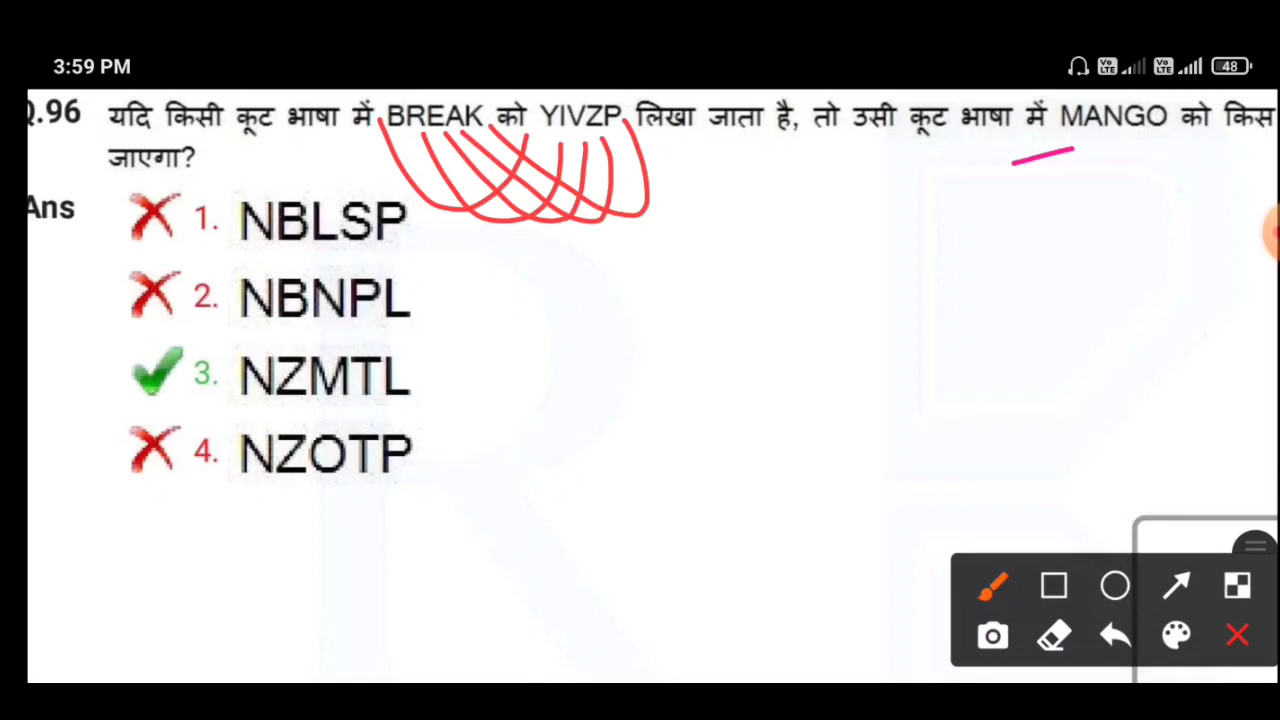 3:59 PM
48
Q.96 यदि किसी कूट भाषा में BREAK को YIVZP लिखा जाता है, तो उसी कूट भाषा में MANGO को किस
जाएगा?
Ans
1. NBLSP
2. NBNPL
3. NZMTL
4. NZOTP